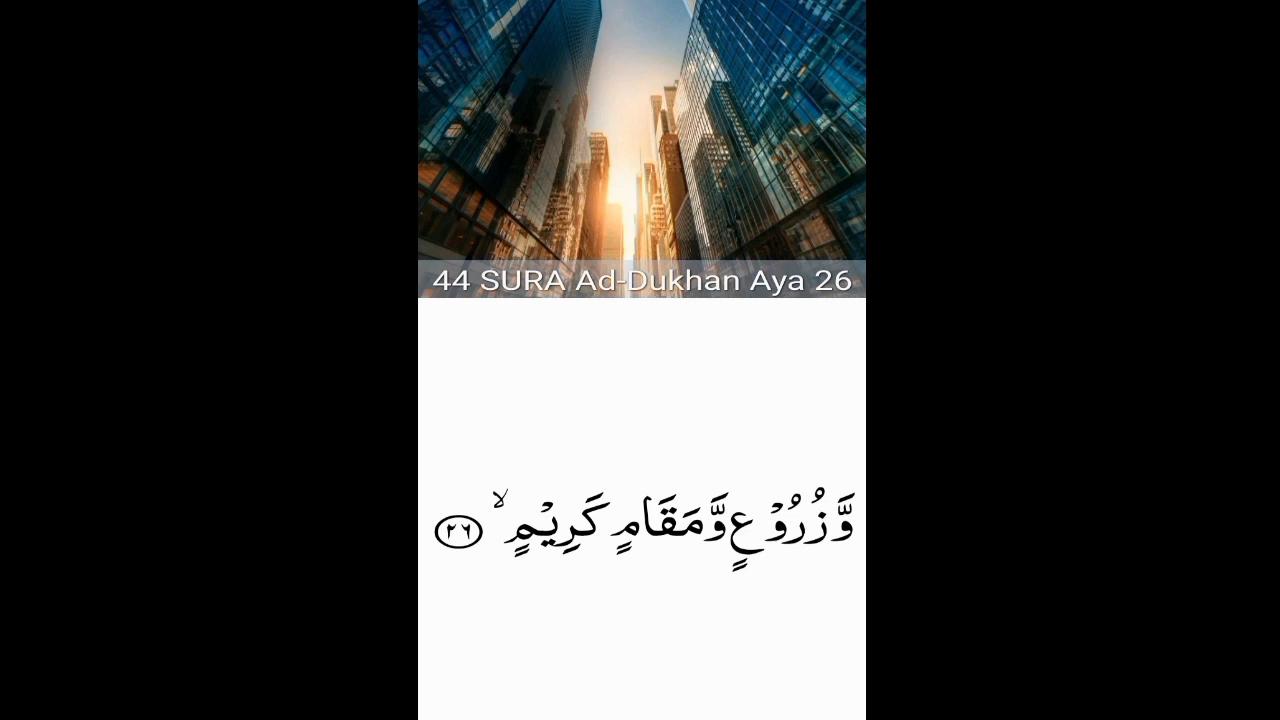 44 SURA Ad-Dukhan Aya 26
وَّزُرُوْعٍ وَّمَقَامٍ كَرِيْمٍ ۙ ﴿٢٦﴾